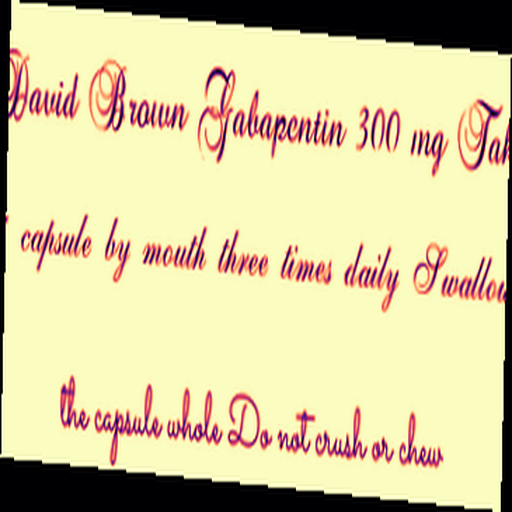 David Brown Gabapentin 300 mg
capsule by mouth three times daily Swallow
the capsule whole Do not crush or chew